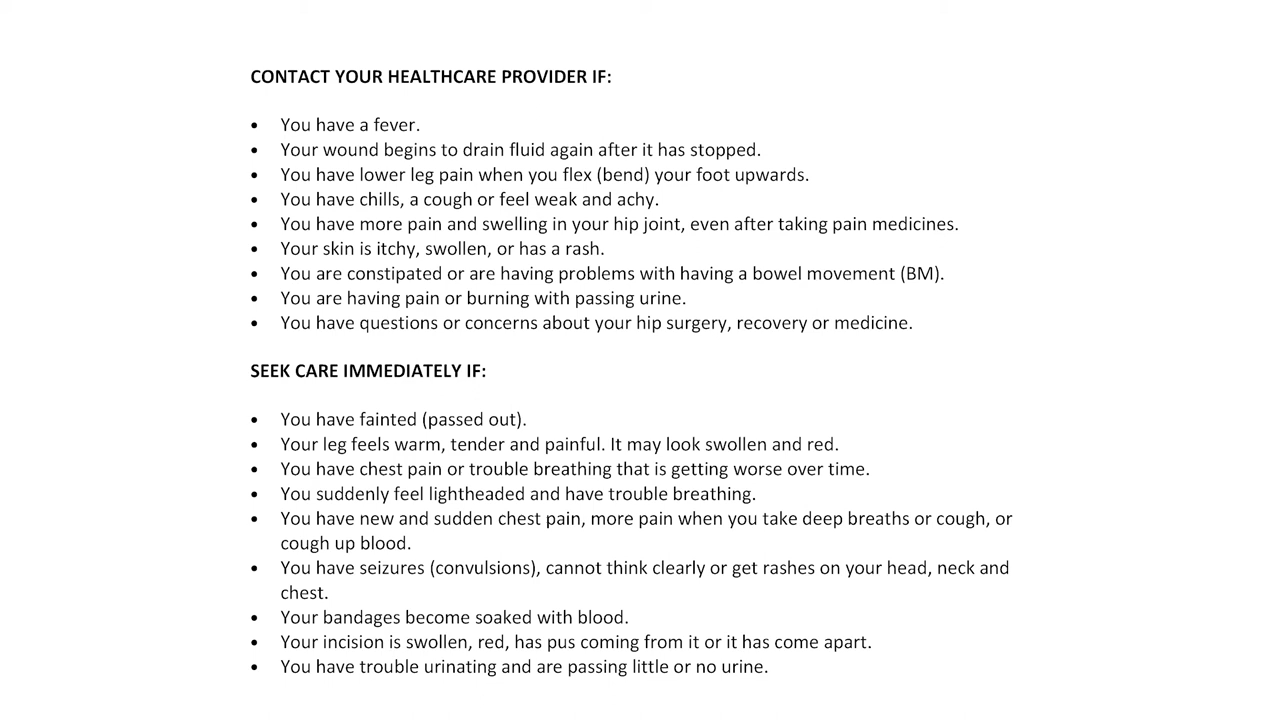 CONTACT YOUR HEALTHCARE PROVIDER IF:
• You have a fever.
• Your wound begins to drain fluid again after it has stopped.
• You have lower leg pain when you flex (bend) your foot upwards.
• You have chills, a cough or feel weak and achy.
• You have more pain and swelling in your hip joint, even after taking pain medicines.
• Your skin is itchy, swollen, or has a rash.
• You are constipated or are having problems with having a bowel movement (BM).
• You are having pain or burning with passing urine.
• You have questions or concerns about your hip surgery, recovery or medicine.
SEEK CARE IMMEDIATELY IF:
• You have fainted (passed out).
• Your leg feels warm, tender and painful. It may look swollen and red.
• You have chest pain or trouble breathing that is getting worse over time.
• You suddenly feel lightheaded and have trouble breathing.
• You have new and sudden chest pain, more pain when you take deep breaths or cough, or
cough up blood.
• You have seizures (convulsions), cannot think clearly or get rashes on your head, neck and
chest.
• Your bandages become soaked with blood.
• Your incision is swollen, red, has pus coming from it or it has come apart.
• You have trouble urinating and are passing little or no urine.